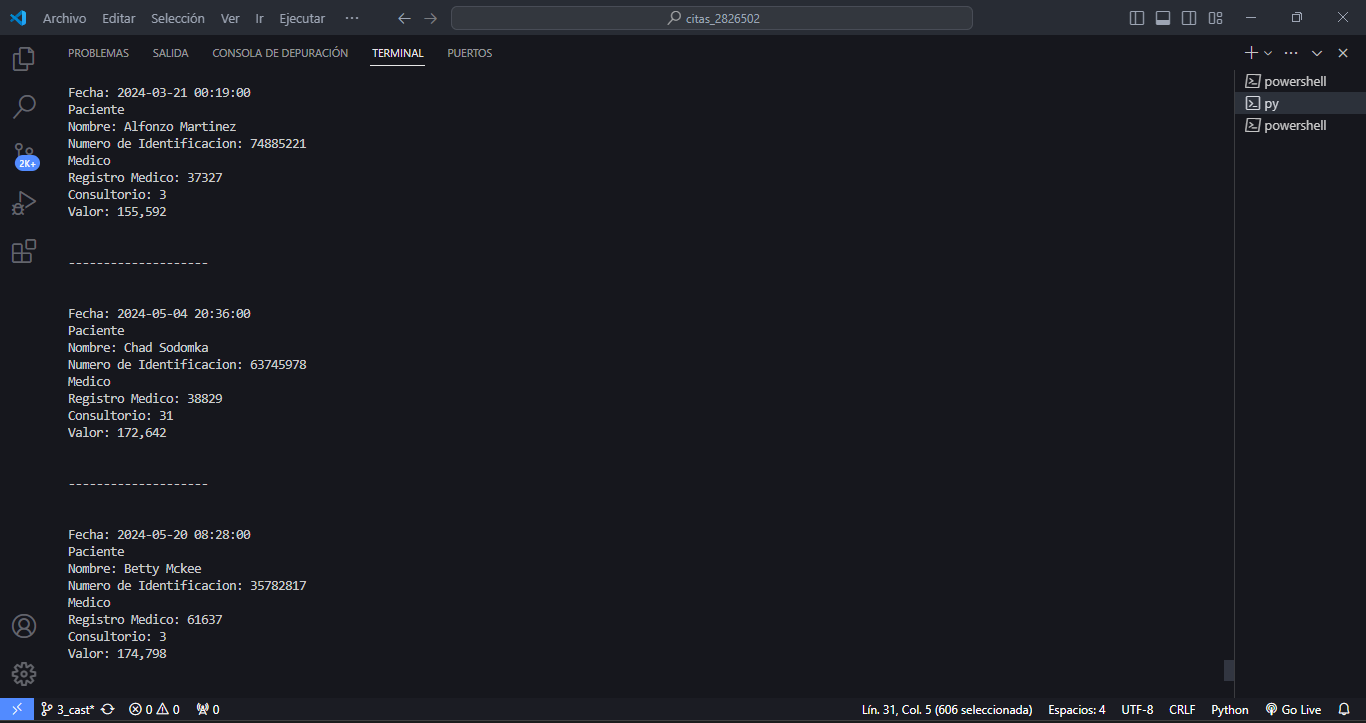 Archivo Editar Selección Ver Ir Ejecutar ··· citas_2826502
PROBLEMAS SALIDA CONSOLA DE DEPURACIÓN TERMINAL PUERTOS
Fecha: 2024-03-21 00:19:00
Paciente
Nombre: Alfonzo Martinez
Numero de Identificacion: 74885221
Medico
Registro Medico: 37327
Consultorio: 3
Valor: 155,592
--------------------
Fecha: 2024-05-04 20:36:00
Paciente
Nombre: Chad Sodomka
Numero de Identificacion: 63745978
Medico
Registro Medico: 38829
Consultorio: 31
Valor: 172,642
--------------------
Fecha: 2024-05-20 08:28:00
Paciente
Nombre: Betty Mckee
Numero de Identificacion: 35782817
Medico
Registro Medico: 61637
Consultorio: 3
Valor: 174,798
powershell
py
powershell
2K+
3_cast* 0 0 0 Lín. 31, Col. 5 (606 seleccionada) Espacios: 4 UTF-8 CRLF Python Go Live